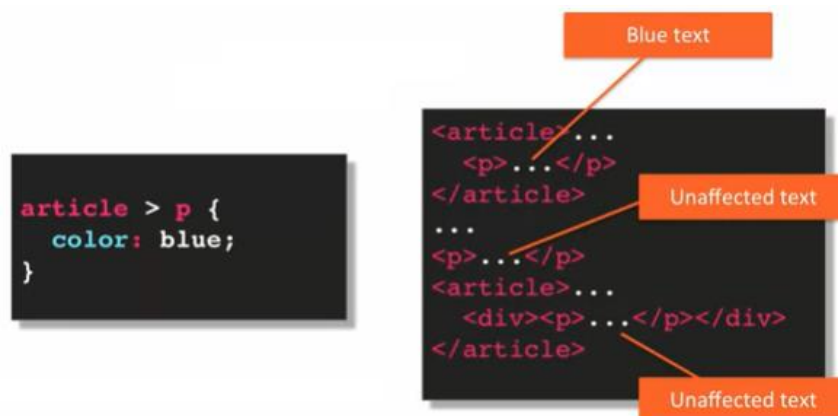 Blue text
article > p {
color: blue;
}
<article>...
<p>...</p>
</article>
...
<p>...</p>
<article>...
<div><p>...</p></div>
</article>
Unaffected text
Unaffected text